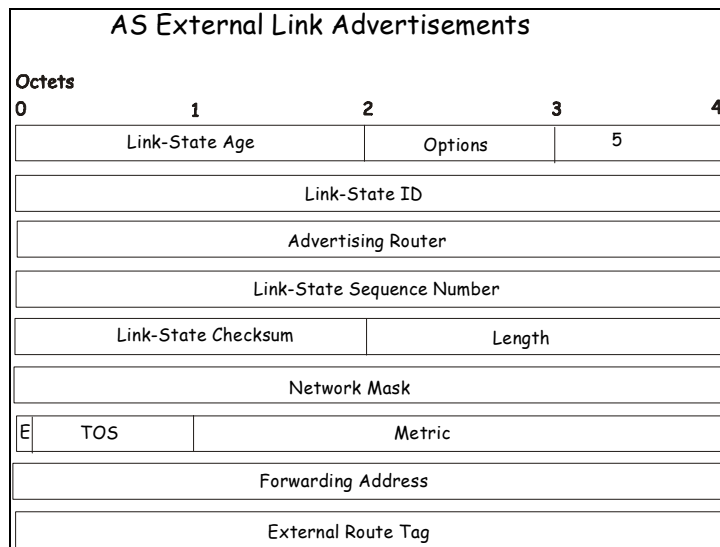 AS External Link Advertisements
Octets
0 1 2 3 4
Link-State Age Options 5
Link-State ID
Advertising Router
Link-State Sequence Number
Link-State Checksum Length
Network Mask
E TOS Metric
Forwarding Address
External Route Tag